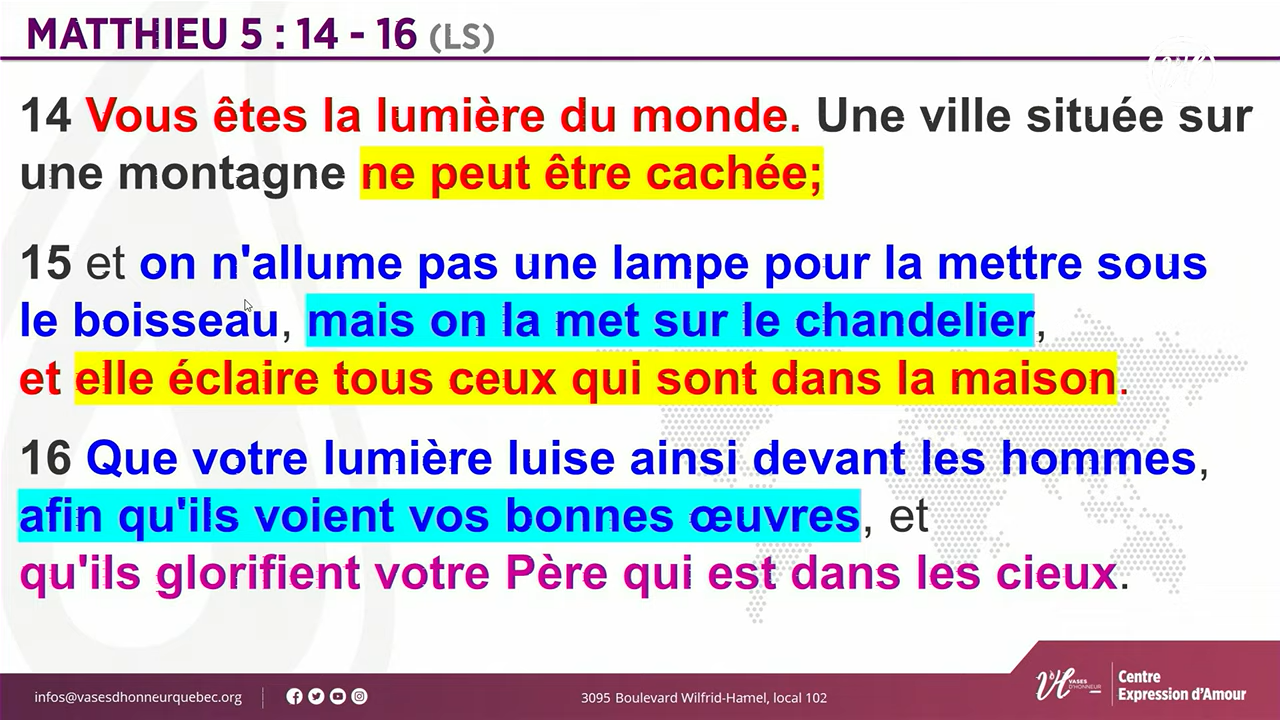 MATTHIEU 5 : 14 - 16 (LS)
14 Vous êtes la lumière du monde. Une ville située sur
une montagne ne peut être cachée;
15 et on n'allume pas une lampe pour la mettre sous
le boisseau, mais on la met sur le chandelier,
et elle éclaire tous ceux qui sont dans la maison.
16 Que votre lumière luise ainsi devant les hommes,
afin qu'ils voient vos bonnes œuvres, et
qu'ils glorifient votre Père qui est dans les cieux.
infos@vasesdhonneurquebec.org
3095 Boulevard Wilfrid-Hamel, local 102
VASES
D'HONNEUR
Centre
Expression d'Amour